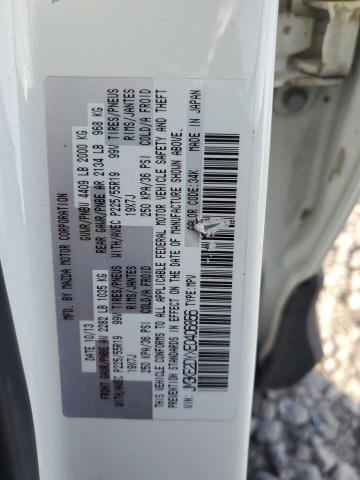 MFD BY MAZDA MOTOR CORPORATION
DATE 10/13 GVWR/PNBV 4409 LB 2000 KG
FRONT GAWR/PNBE AV 2282 LB 1035 KG REAR GAWR/PNBE AR 2134 LB 968 KG
WITH/AVEC P225/55R19 99V TIRES/PNEUS WITH/AVEC P225/55R19 99V TIRES/PNEUS
19X7J RIMS/JANTES 19X7J RIMS/JANTES
250 KPA/36 PSI COLD/A FROID 250 KPA/36 PSI COLD/A FROID
THIS VEHICLE CONFORMS TO ALL APPLICABLE FEDERAL MOTOR VEHICLE SAFETY AND THEFT
PREVENTION STANDARDS IN EFFECT ON THE DATE OF MANUFACTURE SHOWN ABOVE.
TYPE:MPV COLOR CODE:34K MADE IN JAPAN